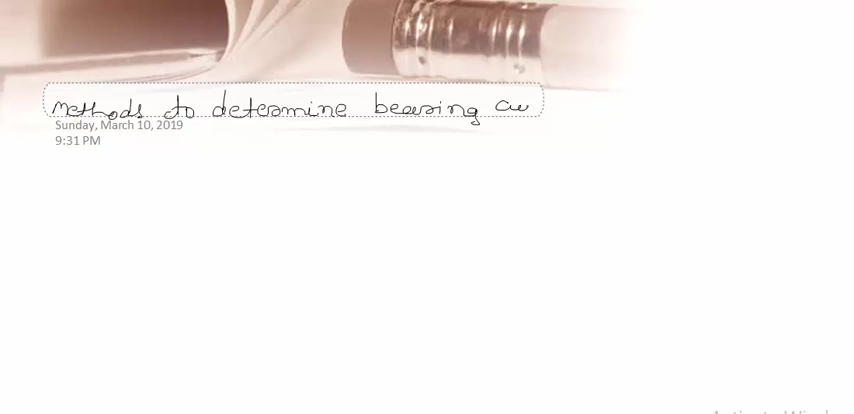 methods to determine bearing
Sunday, March 10, 2019
9:31 PM